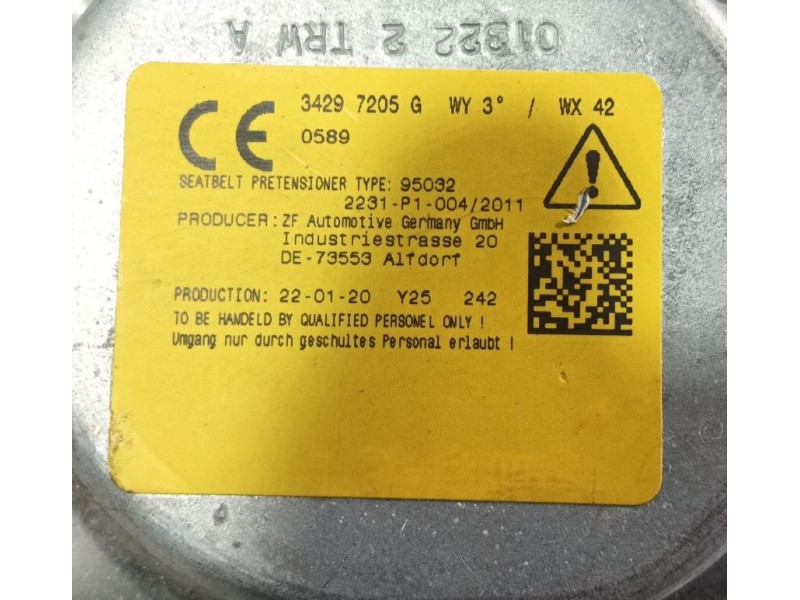 01322 2 TRW A
34297205 G WY 3° / WX 42
CE 0589
SEATBELT PRETENSIONER TYPE: 95032
2231-P1-004/2011
PRODUCER: ZF Automotive Germany GmbH
Industriestrasse 20
DE-73553 Alfdorf
PRODUCTION: 22-01-20 Y25 242
TO BE HANDELD BY QUALIFIED PERSONEL ONLY !
Umgang nur durch geschultes Personal erlaubt !